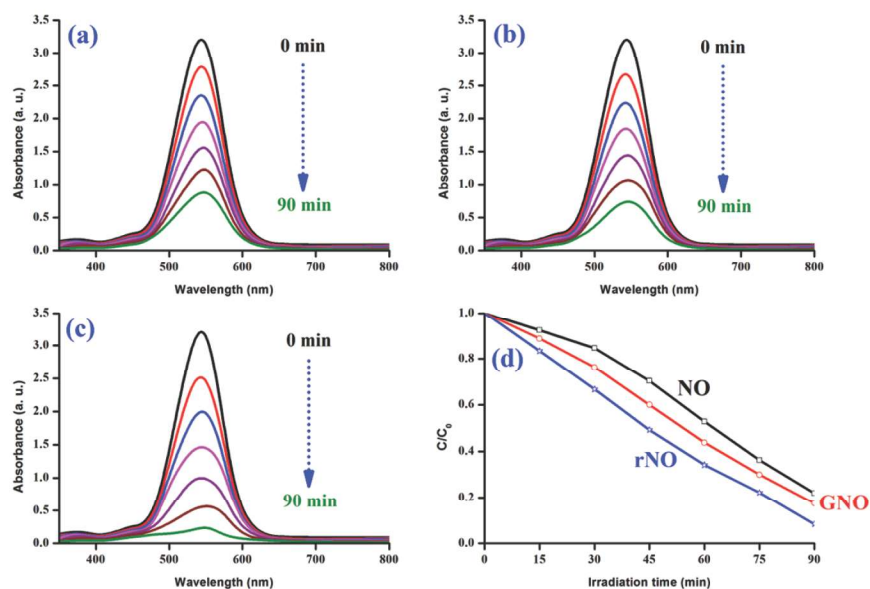 (a)
0 min
90 min
Absorbance (a. u.)
3.5
3.0
2.5
2.0
1.5
1.0
0.5
0.0
400 500 600 700 800
Wavelength (nm)
(b)
0 min
90 min
Absorbance (a. u.)
3.5
3.0
2.5
2.0
1.5
1.0
0.5
0.0
400 500 600 700 800
Wavelength (nm)
(c)
0 min
90 min
Absorbance (a. u.)
3.5
3.0
2.5
2.0
1.5
1.0
0.5
0.0
400 500 600 700 800
Wavelength (nm)
(d)
NO
rNO
GNO
C/C0
1.0
0.8
0.6
0.4
0.2
0.0
0 15 30 45 60 75 90
Irradiation time (min)